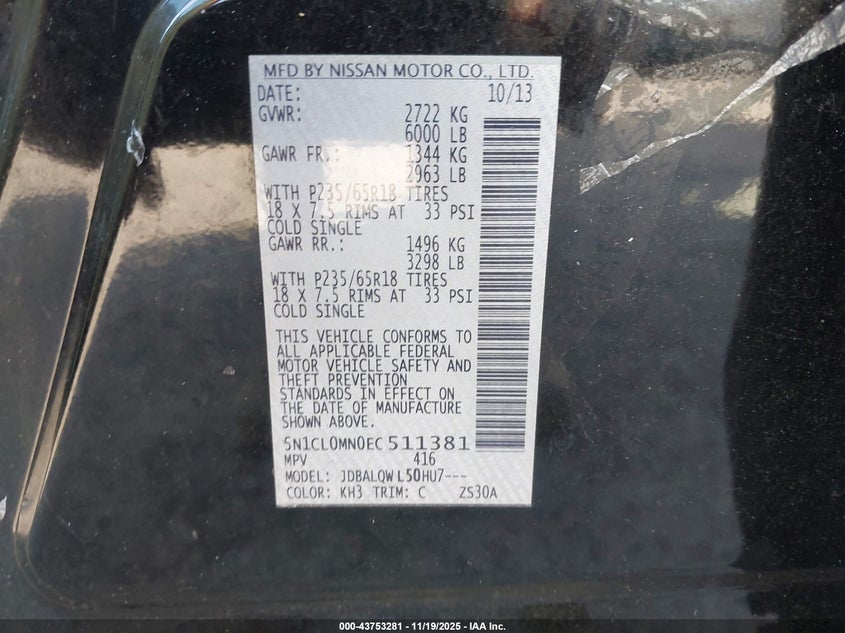 MFD BY NISSAN MOTOR CO., LTD.
DATE: 10/13
GVWR: 2722 KG
6000 LB
GAWR FR.: 1344 KG
2963 LB
WITH P235/65R18 TIRES
18 X 7.5 RIMS AT 33 PSI
COLD SINGLE
GAWR RR.: 1496 KG
3298 LB
WITH P235/65R18 TIRES
18 X 7.5 RIMS AT 33 PSI
COLD SINGLE
THIS VEHICLE CONFORMS TO
ALL APPLICABLE FEDERAL
MOTOR VEHICLE SAFETY AND
THEFT PREVENTION
STANDARDS IN EFFECT ON
THE DATE OF MANUFACTURE
SHOWN ABOVE.
5N1CL0MN0EC511381
MPV 416
MODEL: JDBALQWL50HU7---
COLOR: KH3 TRIM: C ZS30A
000-43753281 - 11/19/2025 - IAA Inc.